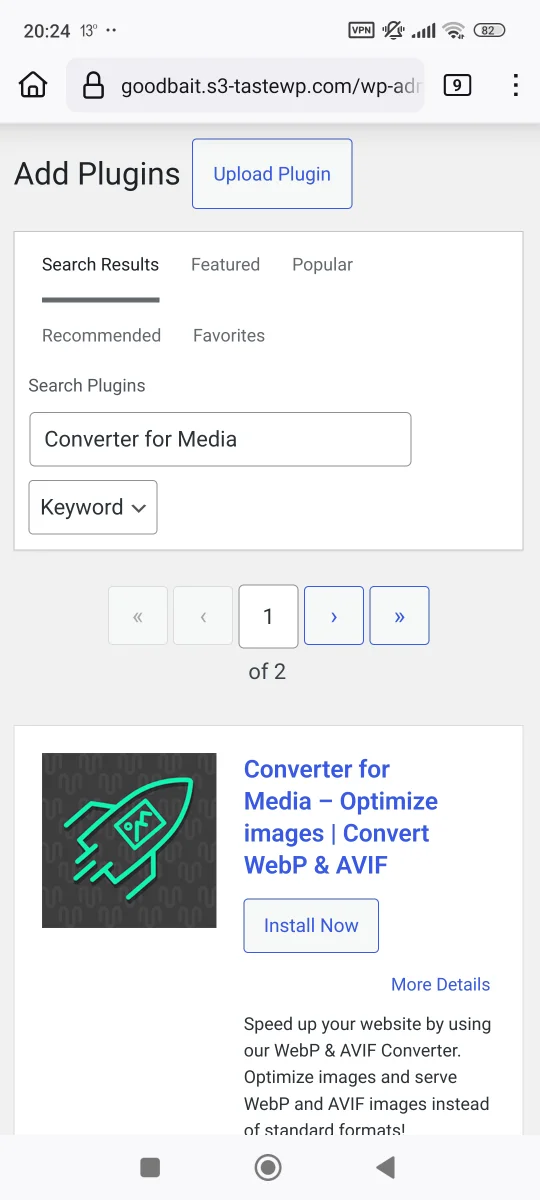 20:24 13° ··
VPN
82
goodbait.s3-tastewp.com/wp-adm
9
Add Plugins
Upload Plugin
Search Results Featured Popular
Recommended Favorites
Search Plugins
Converter for Media
Keyword
« ‹ 1 › »
of 2
Converter for
Media – Optimize
images | Convert
WebP & AVIF
Install Now
More Details
Speed up your website by using
our WebP & AVIF Converter.
Optimize images and serve
WebP and AVIF images instead
of standard formats!